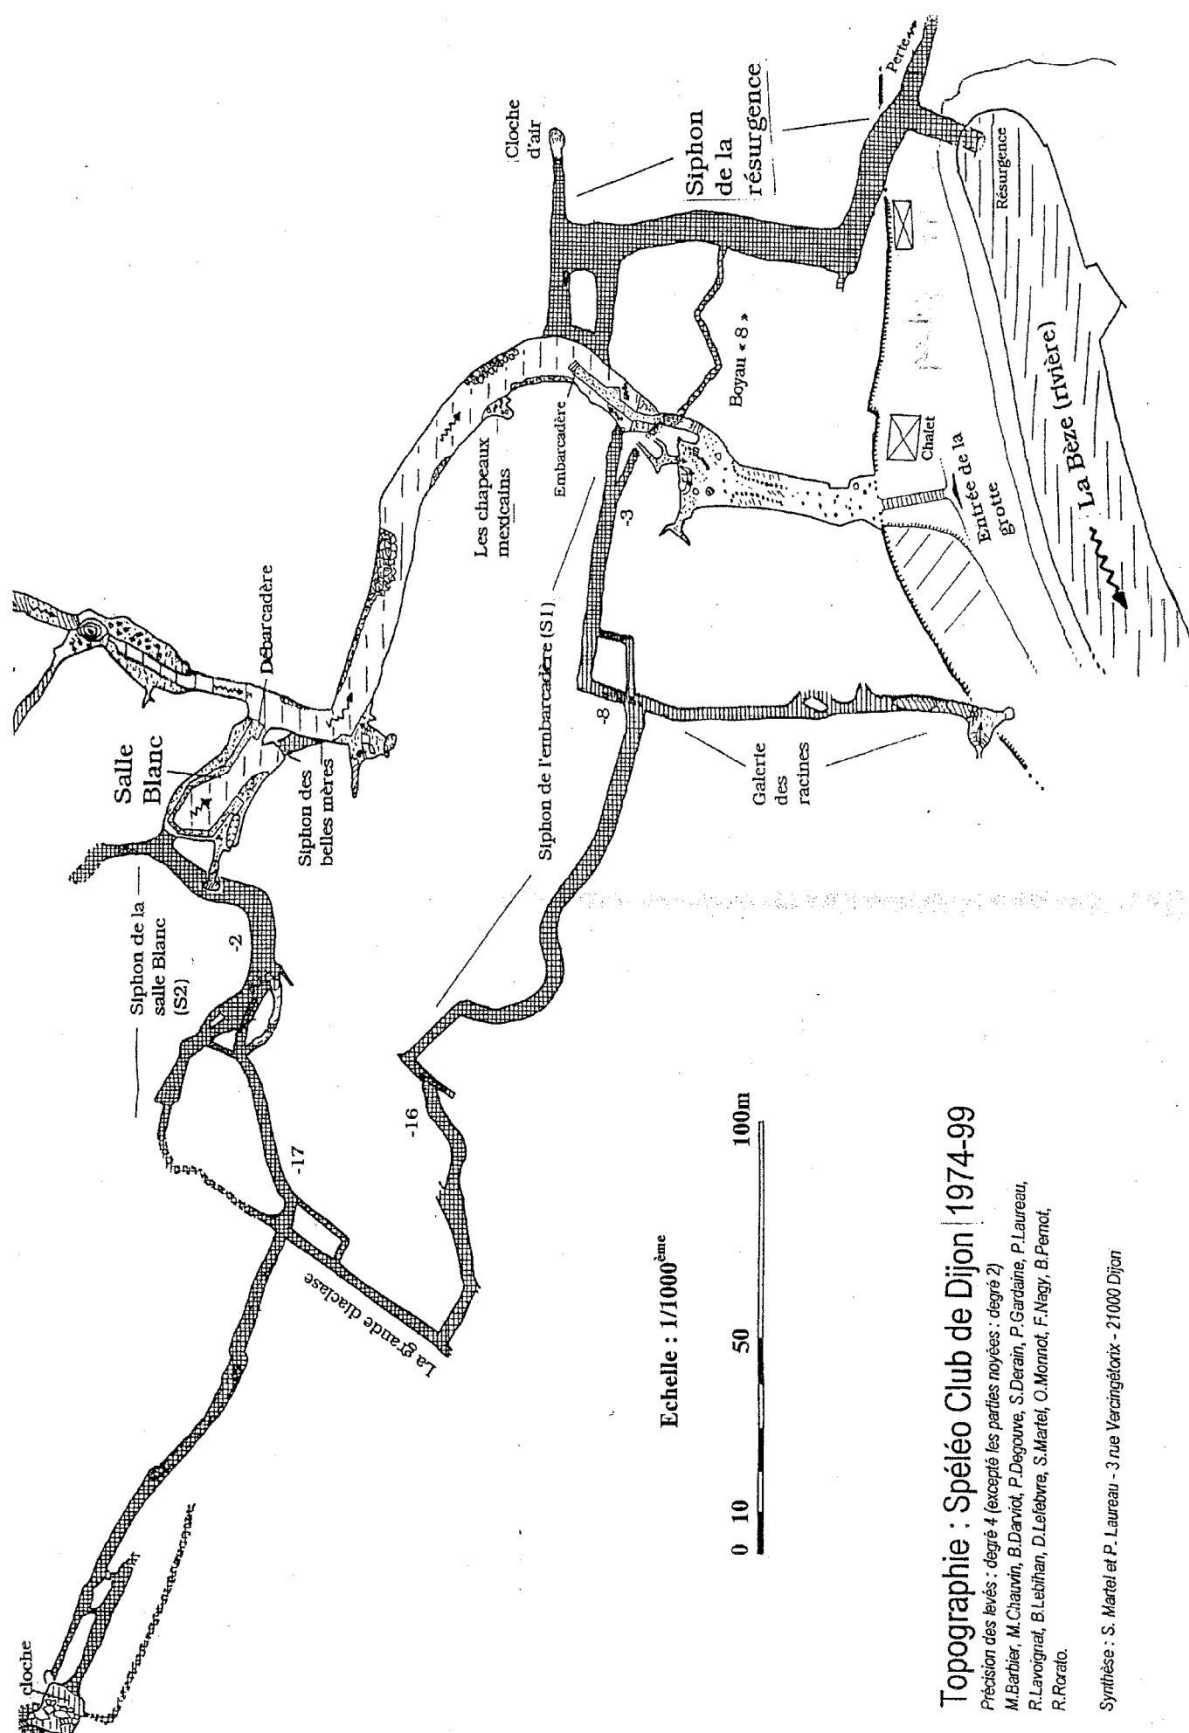 cloche
Siphon de la
salle Blanc
(S2)
-2
-17
La grande diaclase
-16
Salle
Blanc
Débarcadère
Siphon des
belles mères
Siphon de l'embarcadère (S1)
Les chapeaux
mexicains
Embarcadère
-3
-8
Galerie
des
racines
Cloche
d'air
Siphon
de la
résurgence
Boyau « 8 »
Perte
Résurgence
Chalet
Entrée de la
grotte
La Bèze (rivière)
Echelle : 1/1000ème
0 10 50 100m
Topographie : Spéléo Club de Dijon | 1974-99
Précision des levés : degré 4 (excepté les parties noyées : degré 2)
M.Barbier, M.Chauvin, B.Darviot, P.Degouve, S.Derain, P.Gardaine, P.Laureau,
R.Lavoignat, B.Lebihan, D.Lefebvre, S.Martel, O.Monnot, F.Nagy, B.Pernot,
R.Rorato.
Synthèse : S. Martel et P. Laureau - 3 rue Vercingétorix - 21000 Dijon